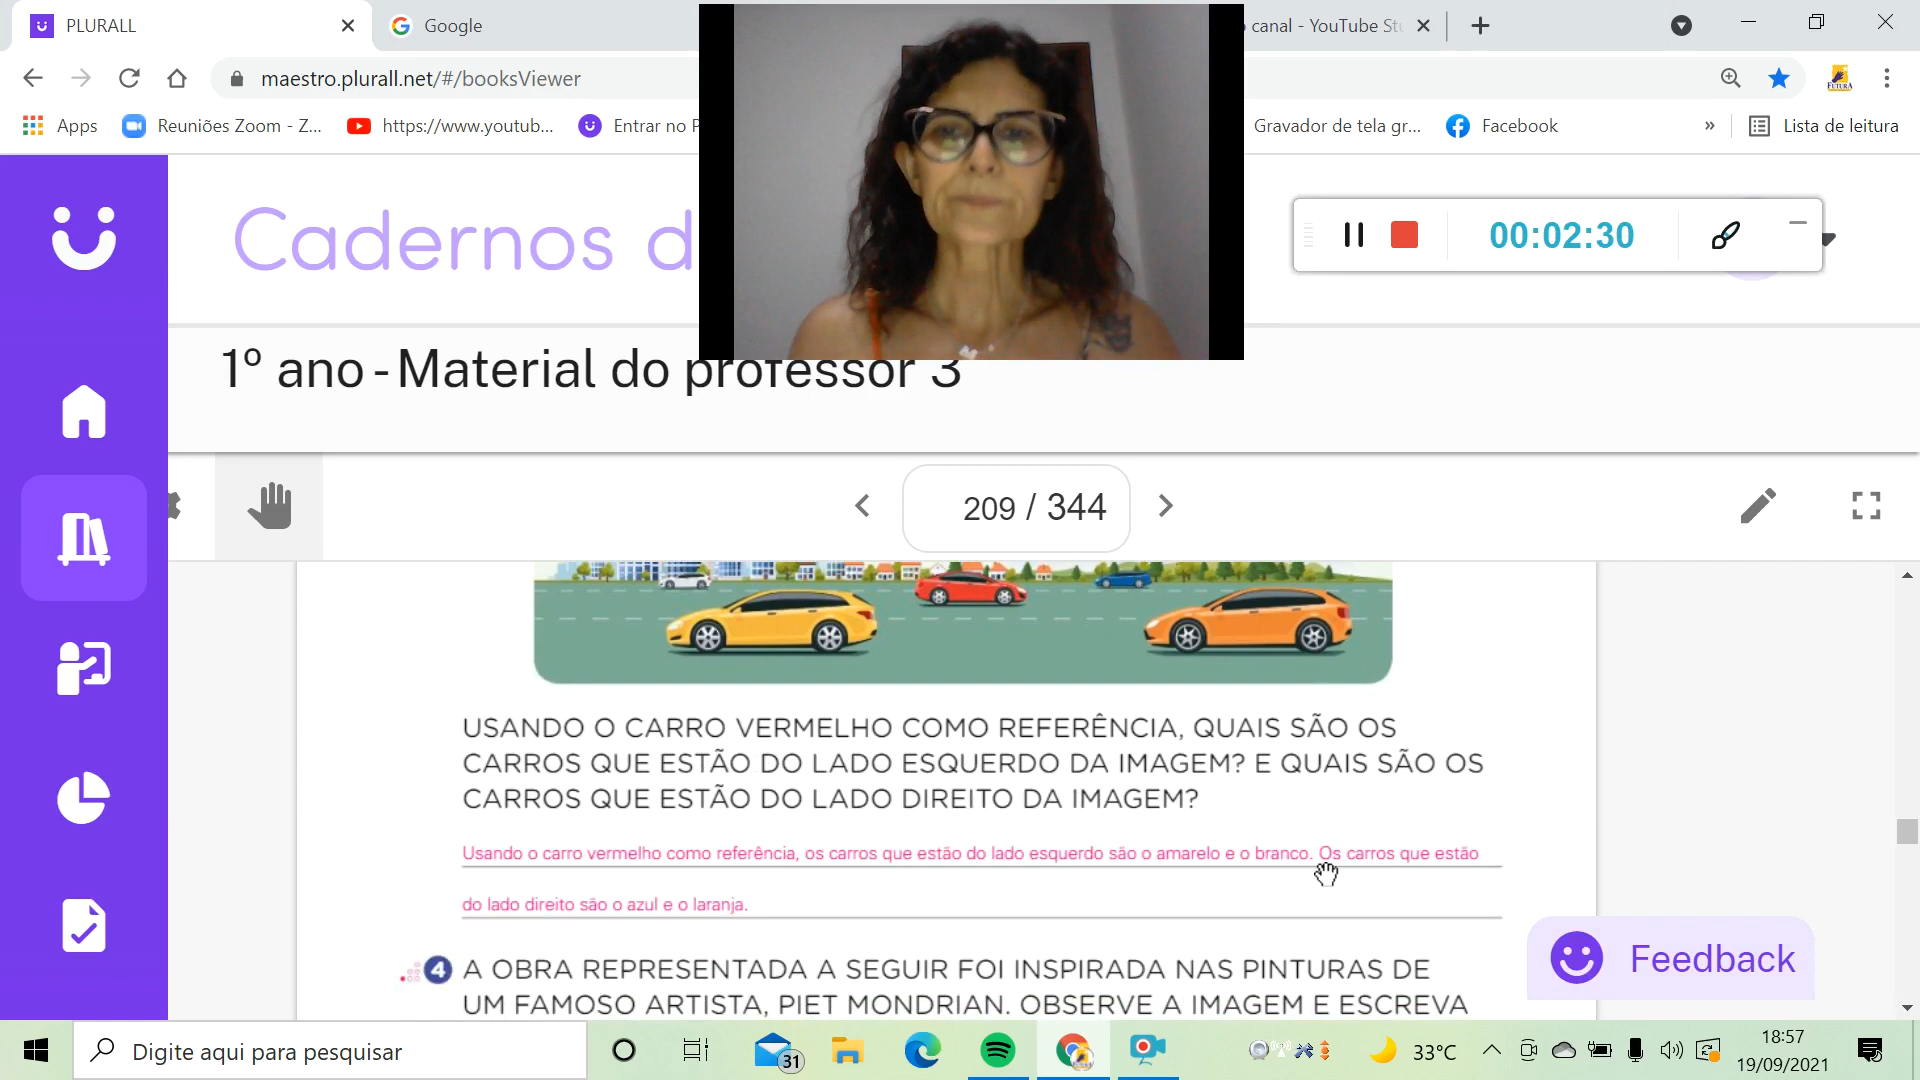 PLURALL
Google
canal - YouTube St
maestro.plurall.net/#/booksViewer
FUTURA
Apps
Reuniões Zoom - Z...
https://www.youtub...
Entrar no P
Gravador de tela gr...
Facebook
»
Lista de leitura
Cadernos d
00:02:30
1º ano - Material do professor 3
209 / 344
USANDO O CARRO VERMELHO COMO REFERÊNCIA, QUAIS SÃO OS
CARROS QUE ESTÃO DO LADO ESQUERDO DA IMAGEM? E QUAIS SÃO OS
CARROS QUE ESTÃO DO LADO DIREITO DA IMAGEM?
Usando o carro vermelho como referência, os carros que estão do lado esquerdo são o amarelo e o branco. Os carros que estão
do lado direito são o azul e o laranja.
4 A OBRA REPRESENTADA A SEGUIR FOI INSPIRADA NAS PINTURAS DE
UM FAMOSO ARTISTA, PIET MONDRIAN. OBSERVE A IMAGEM E ESCREVA
Feedback
Digite aqui para pesquisar
31
33°C
18:57
19/09/2021